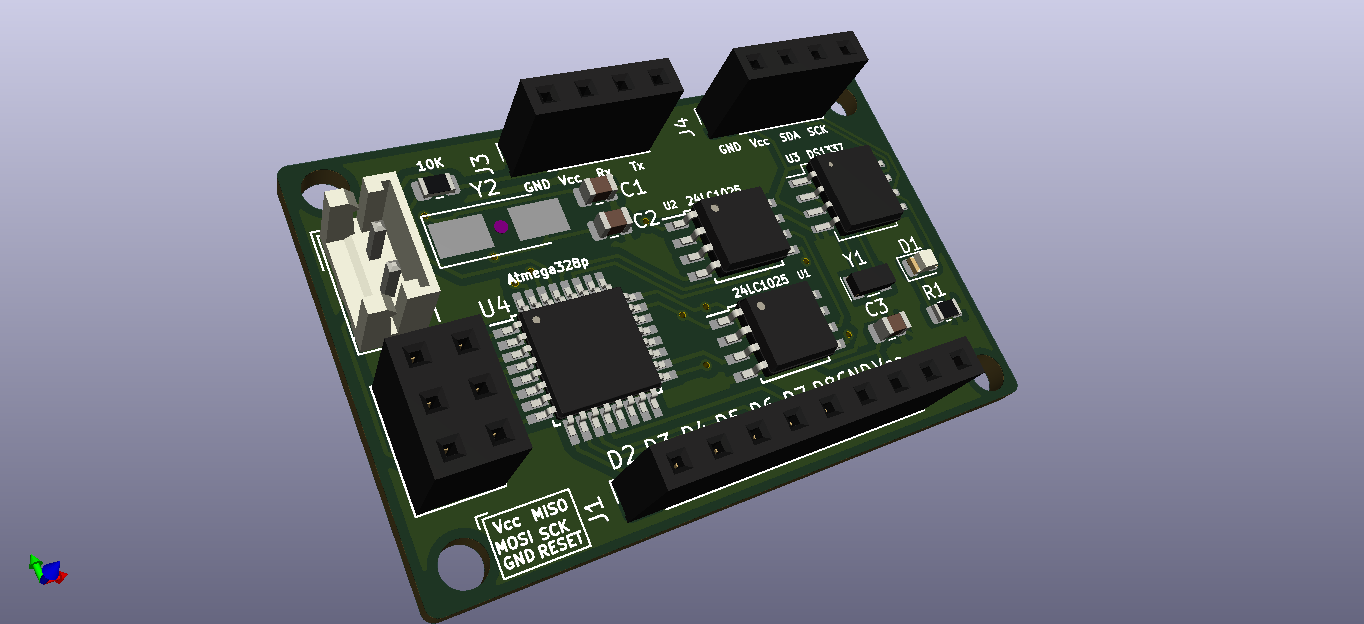 10K
J3
Y2
GND Vcc Rx Tx
C1
C2
J4
GND Vcc SDA SCK
U3 DS1337
U2 24LC1025
24LC1025 U1
Atmega328p
U4
Y1
D1
C3
R1
D2 D3 D4 D5 D6 D7 D8 GND Vcc
J1
Vcc MISO
MOSI SCK
GND RESET